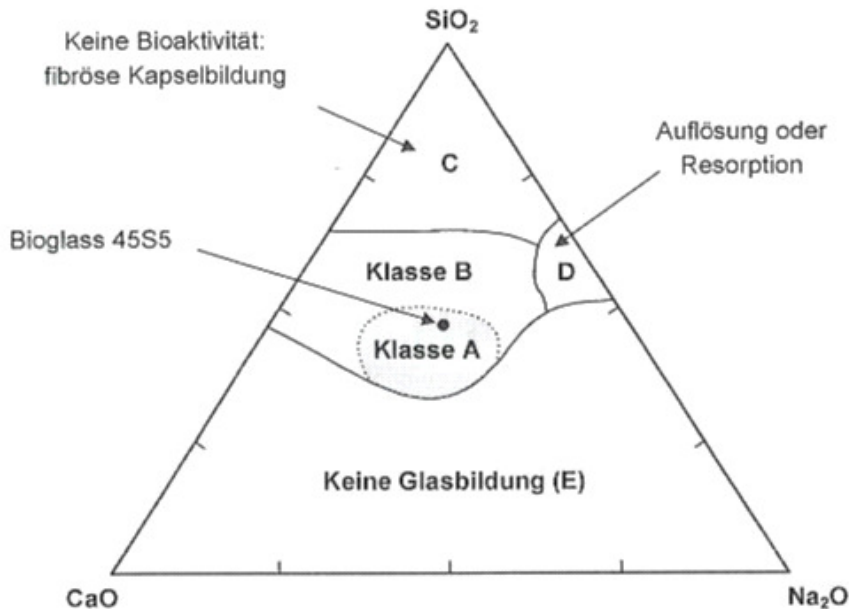 SiO₂
Keine Bioaktivität:
fibröse Kapselbildung
C
Auflösung oder
Resorption
Bioglass 45S5
Klasse B
D
Klasse A
Keine Glasbildung (E)
CaO
Na₂O